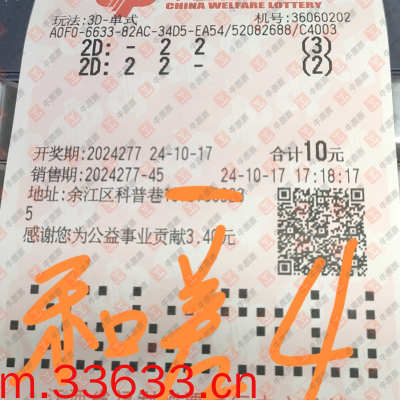 CHINA WELFARE LOTTERY
玩法:3D-单式 机号:36060202
A0F0-6633-82AC-34D5-EA54/52082688/C4003
2D: - 2 2 (3)
2D: 2 2 - (2)
开奖期:2024277 24-10-17 合计10元
销售期:2024277-45 24-10-17 17:18:17
地址:余江区科普巷
5
感谢您为公益事业贡献3.40元
和差 4
m.33633.cn